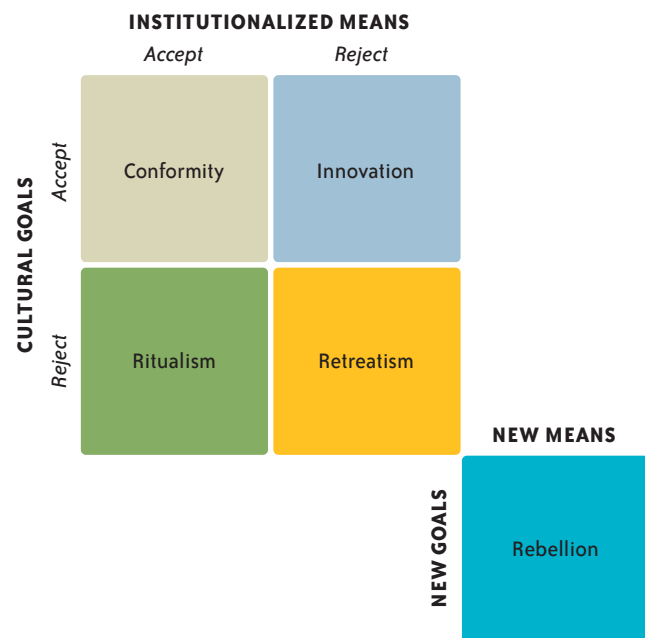 INSTITUTIONALIZED MEANS
Accept
Reject
CULTURAL GOALS
Accept
Conformity
Innovation
Reject
Ritualism
Retreatism
NEW MEANS
NEW GOALS
Rebellion